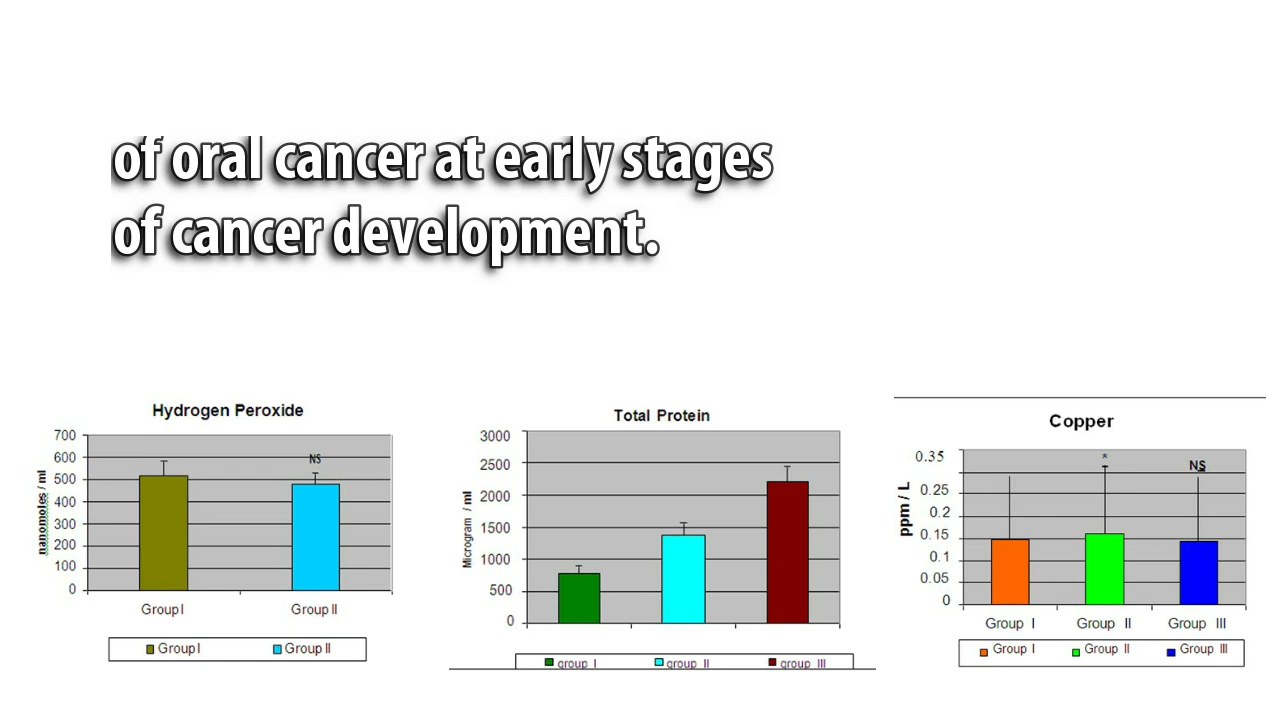 of oral cancer at early stages
of cancer development.
Hydrogen Peroxide
700
600
500
400
300
200
100
0
nanomoles / ml
NS
Group I
Group II
Group I
Group II
Total Protein
3000
2500
2000
1500
1000
500
0
Microgram / ml
group I
group II
group III
Copper
0.35
0.25
0.2
0.15
0.1
0.05
0
ppm / L
*
NS
Group I
Group II
Group III
Group I
Group II
Group III